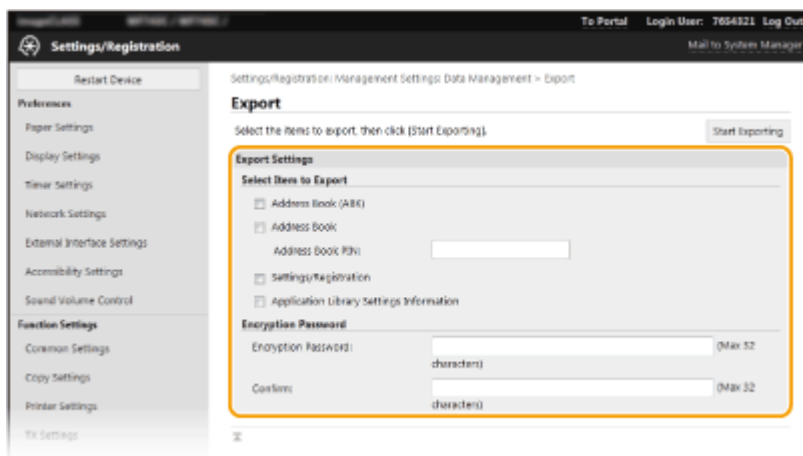 To Portal Login User: 7654321 Log Out
Settings/Registration
Mail to System Manager
Restart Device
Settings/Registration: Management Settings: Data Management > Export
Preferences
Export
Paper Settings
Select the items to export, then click [Start Exporting].
Start Exporting
Display Settings
Export Settings
Timer Settings
Select Item to Export
Address Book (ABK)
Network Settings
Address Book
External Interface Settings
Address Book PIN:
Accessibility Settings
Settings/Registration
Sound Volume Control
Application Library Settings Information
Function Settings
Encryption Password
Common Settings
Encryption Password:
(Max 32
characters)
Copy Settings
Confirm:
(Max 32
characters)
Printer Settings
TX Settings